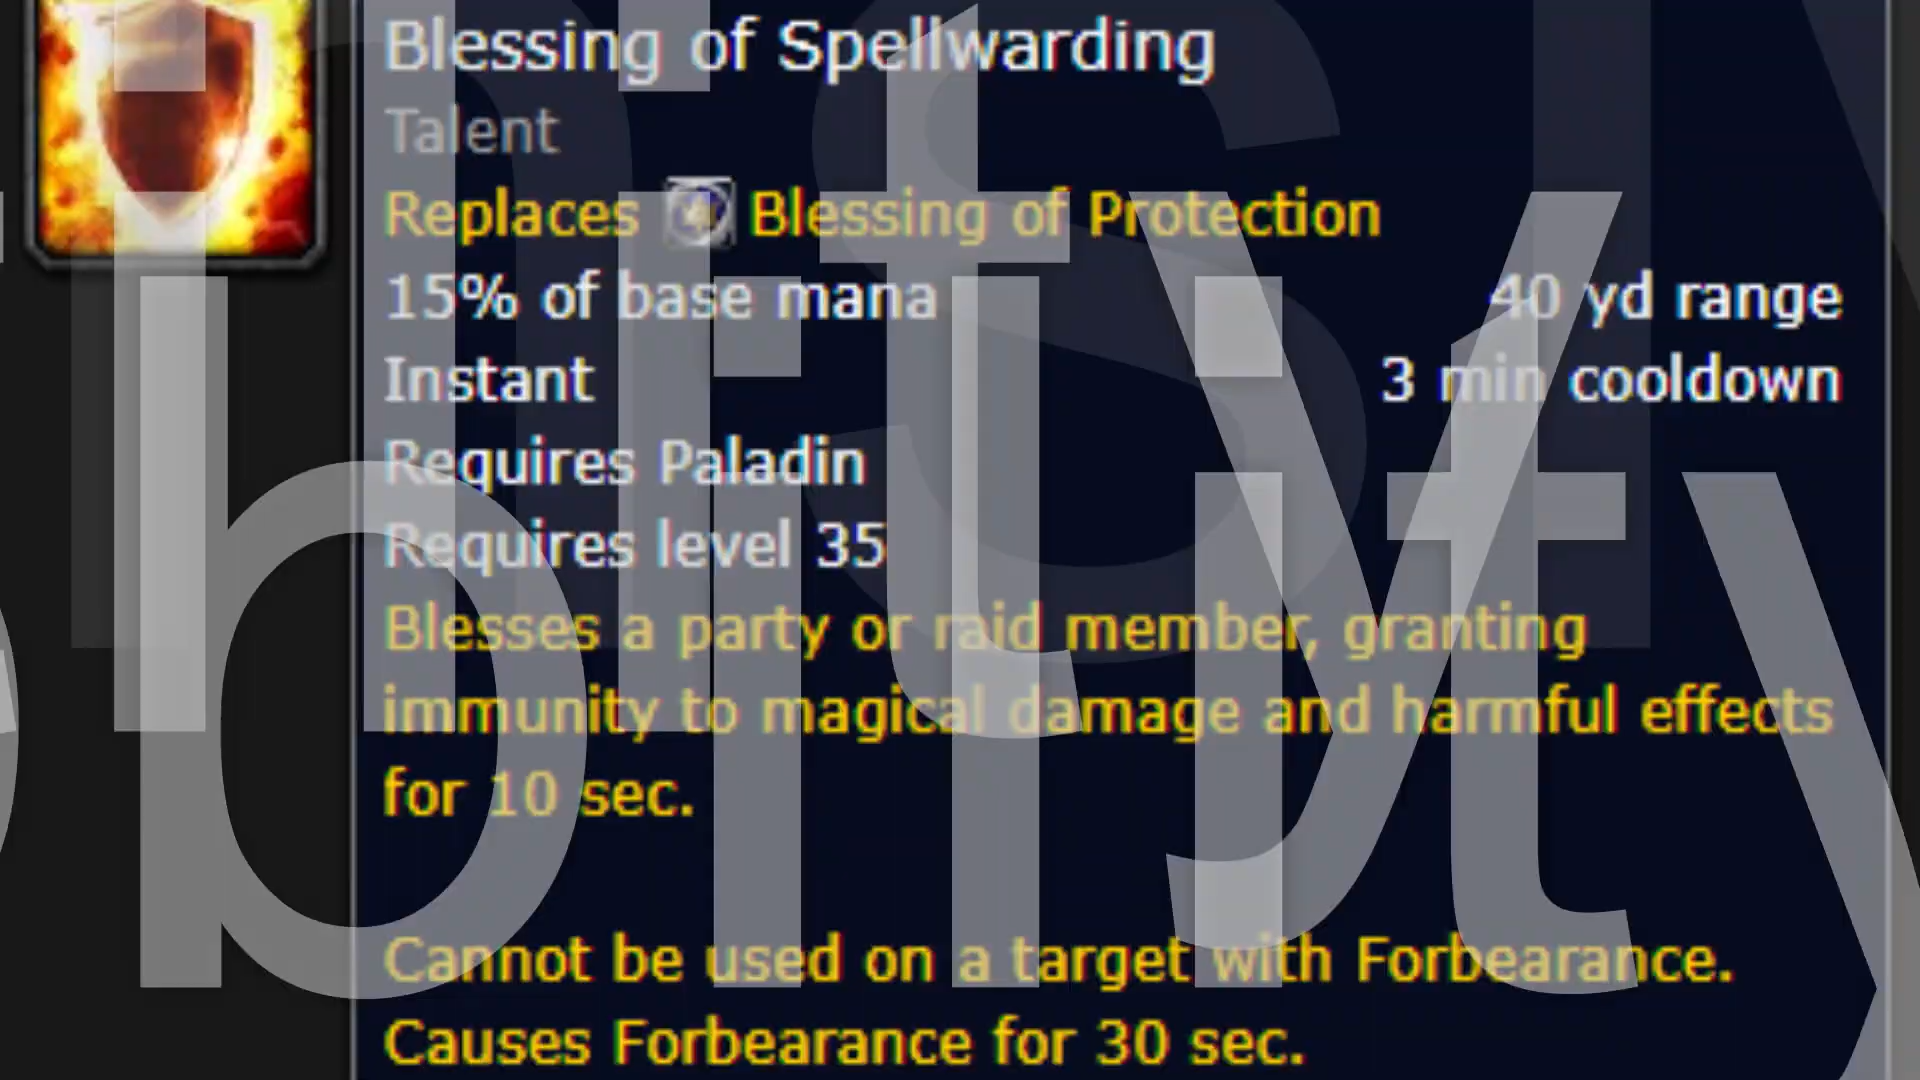 Blessing of Spellwarding
Talent
Replaces Blessing of Protection
15% of base mana 40 yd range
Instant 3 min cooldown
Requires Paladin
Requires level 35
Blesses a party or raid member, granting
immunity to magical damage and harmful effects
for 10 sec.
Cannot be used on a target with Forbearance.
Causes Forbearance for 30 sec.